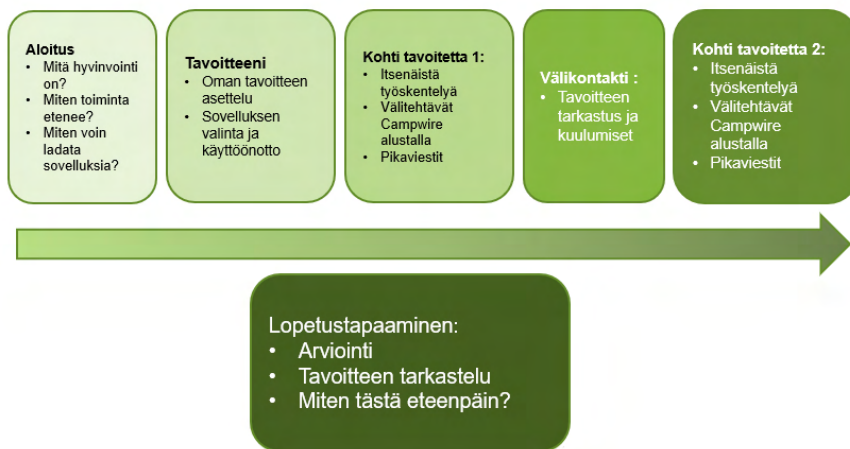 Aloitus
• Mitä hyvinvointi
on?
• Miten toiminta
etenee?
• Miten voin
ladata
sovelluksia?
Tavoitteeni
• Oman tavoitteen
asettelu
• Sovelluksen
valinta ja
käyttöönotto
Kohti tavoitetta 1:
• Itsenäistä
työskentelyä
• Välitehtävät
Campwire
alustalla
• Pikaviestit
Välikontakti :
• Tavoitteen
tarkastus ja
kuulumiset
Kohti tavoitetta 2:
• Itsenäistä
työskentelyä
• Välitehtävät
Campwire
alustalla
• Pikaviestit
Lopetustapaaminen:
• Arviointi
• Tavoitteen tarkastelu
• Miten tästä eteenpäin?